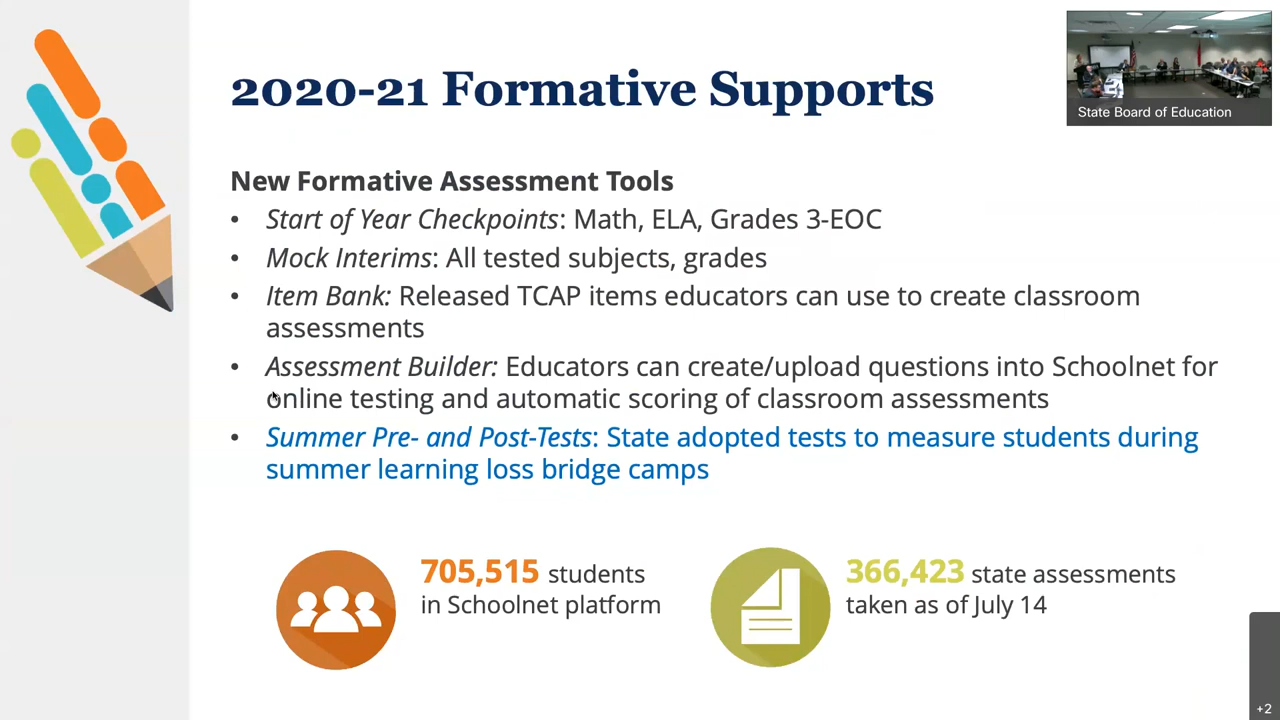 2020-21 Formative Supports
State Board of Education
New Formative Assessment Tools
• Start of Year Checkpoints: Math, ELA, Grades 3-EOC
• Mock Interims: All tested subjects, grades
• Item Bank: Released TCAP items educators can use to create classroom
assessments
• Assessment Builder: Educators can create/upload questions into Schoolnet for
online testing and automatic scoring of classroom assessments
• Summer Pre- and Post-Tests: State adopted tests to measure students during
summer learning loss bridge camps
705,515 students
in Schoolnet platform
366,423 state assessments
taken as of July 14
+2